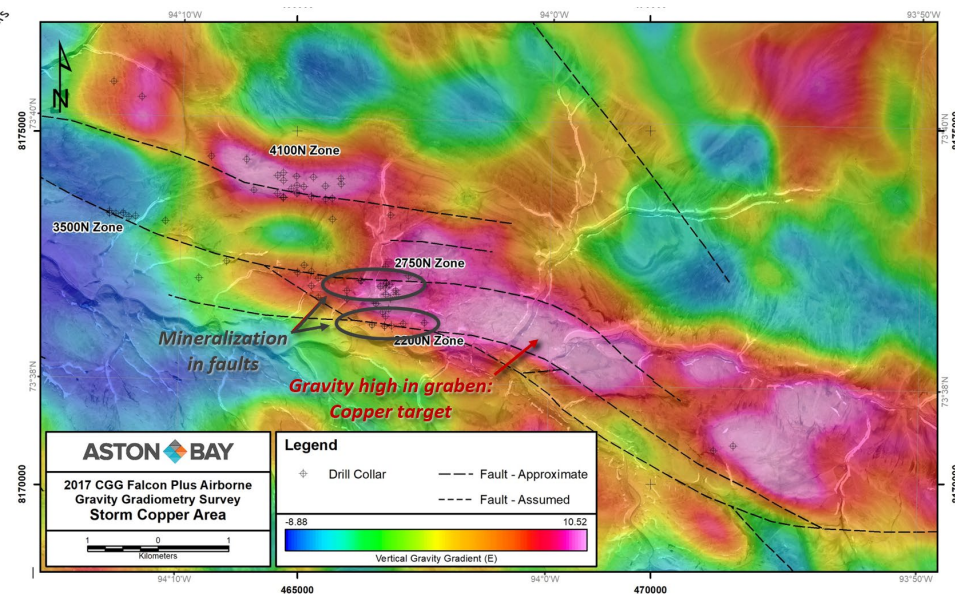 94°10'W
94°0'W
93°50'W
73°40'N
8175000
N
4100N Zone
3500N Zone
2750N Zone
2200N Zone
Mineralization
in faults
Gravity high in graben:
Copper target
73°38'N
73°38'N
8170000
ASTON BAY
2017 CGG Falcon Plus Airborne
Gravity Gradiometry Survey
Storm Copper Area
1 0 1
Kilometers
Legend
Drill Collar
Fault - Approximate
Fault - Assumed
-8.88
10.52
Vertical Gravity Gradient (E)
94°10'W
94°0'W
93°50'W
465000
470000